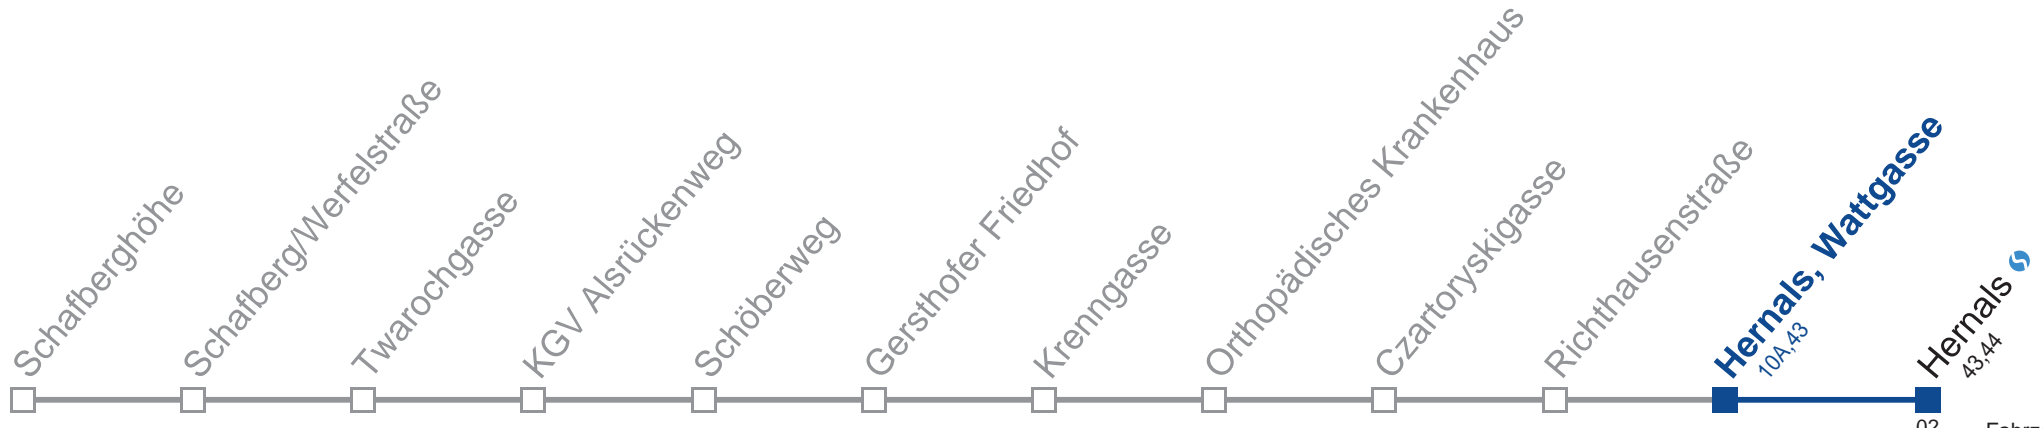 Schafberghöhe
Schafberg/Werfelstraße
Twarochgasse
KGV Alsrückenweg
Schöberweg
Gersthofer Friedhof
Krenngasse
Orthopädisches Krankenhaus
Czartoryskigasse
Richthausenstraße
Hernals, Wattgasse
10A,43
Hernals
43,44
02